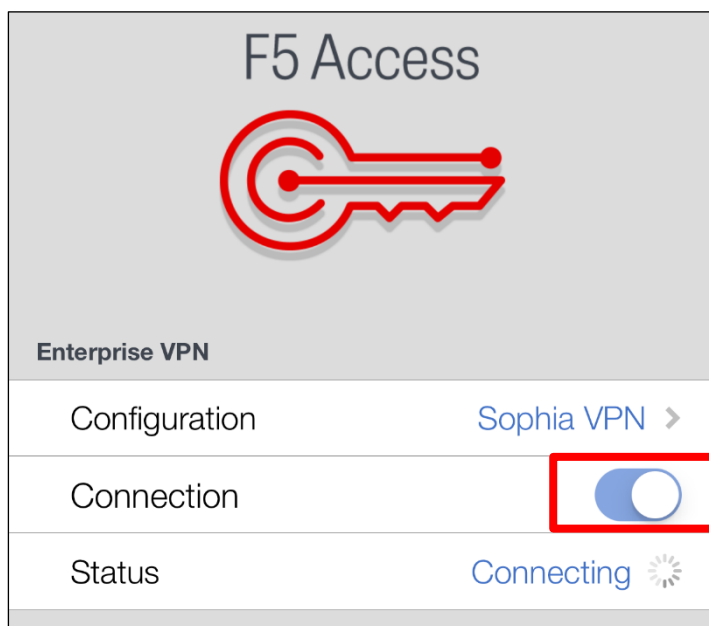 F5 Access
Enterprise VPN
Configuration Sophia VPN >
Connection
Status Connecting